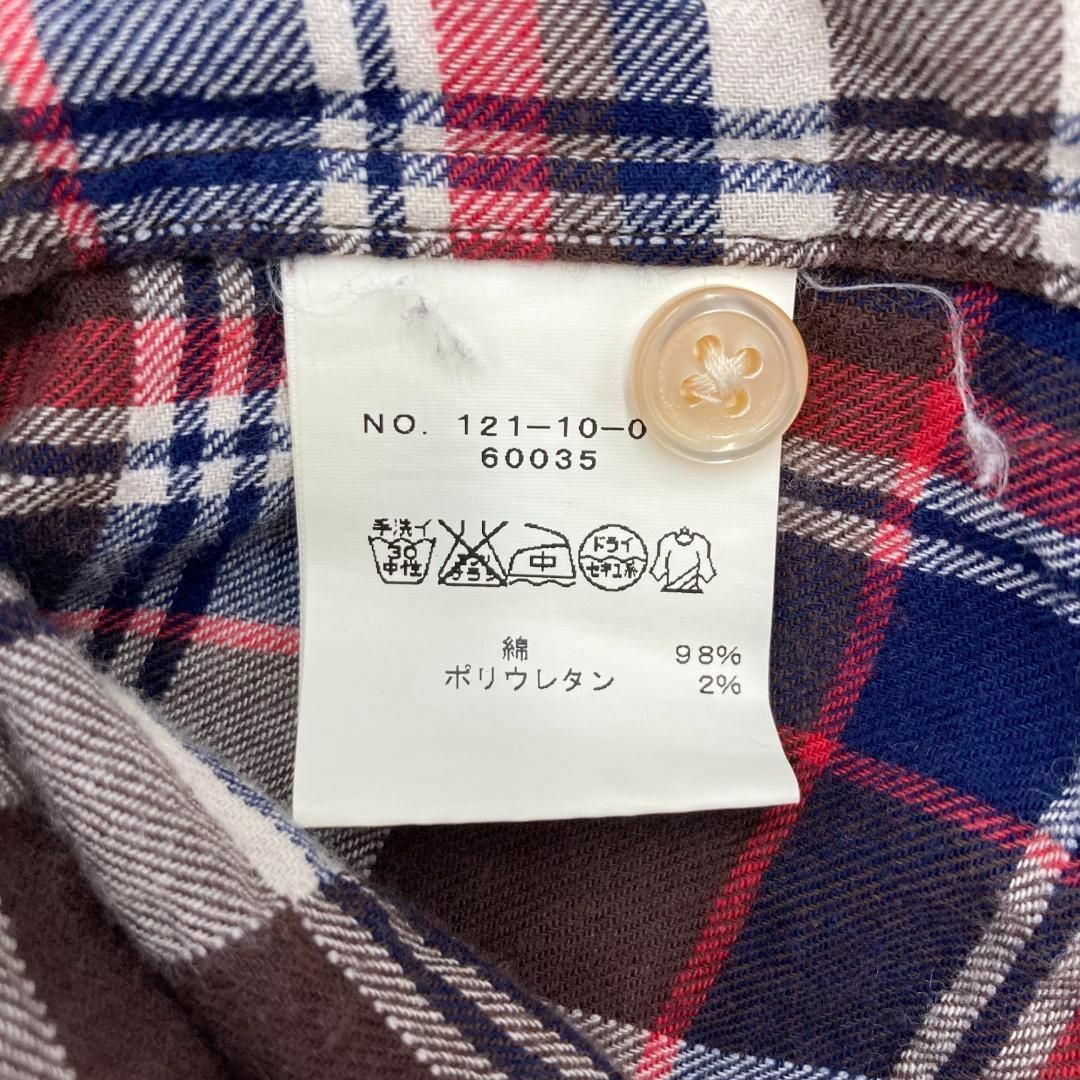 NO. 121-10-0
60035
手洗イ
30
中性
中
ドライ
セキユ系
綿 98%
ポリウレタン 2%